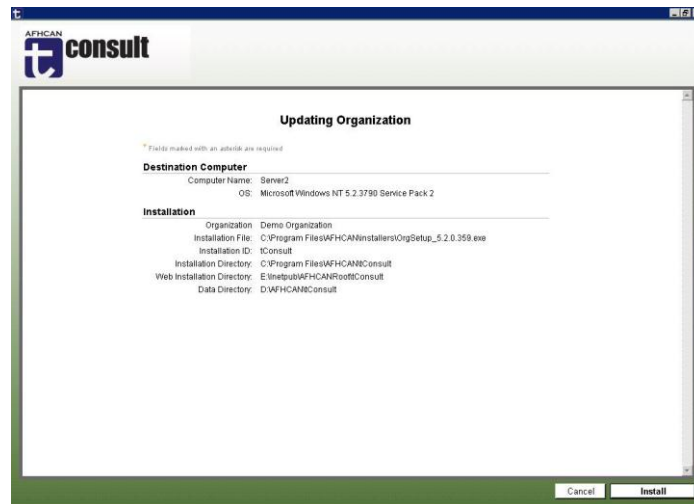 t
AFHCAN
t consult
Updating Organization
* Fields marked with an asterisk are required
Destination Computer
Computer Name: Server2
OS: Microsoft Windows NT 5.2.3790 Service Pack 2
Installation
Organization Demo Organization
Installation File: C:\Program Files\AFHCAN\installers\OrgSetup_5.2.0.359.exe
Installation ID: tConsult
Installation Directory: C:\Program Files\AFHCAN\tConsult
Web Installation Directory: E:\Inetpub\AFHCANRoot\tConsult
Data Directory: D:\AFHCAN\tConsult
Cancel Install